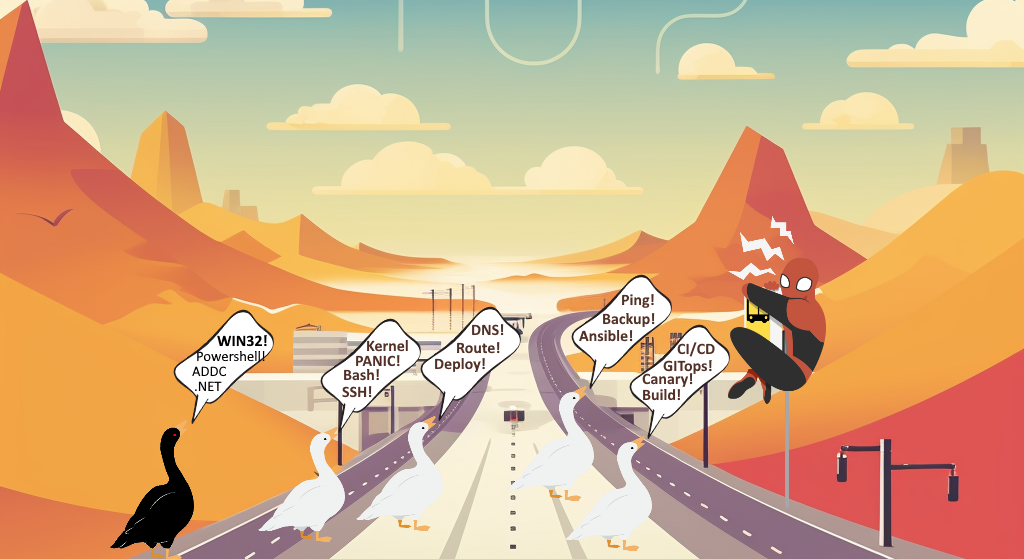 WIN32!
Powershell!
ADDC
.NET
Kernel
PANIC!
Bash!
SSH!
DNS!
Route!
Deploy!
Ping!
Backup!
Ansible!
CI/CD
GITops!
Canary!
Build!